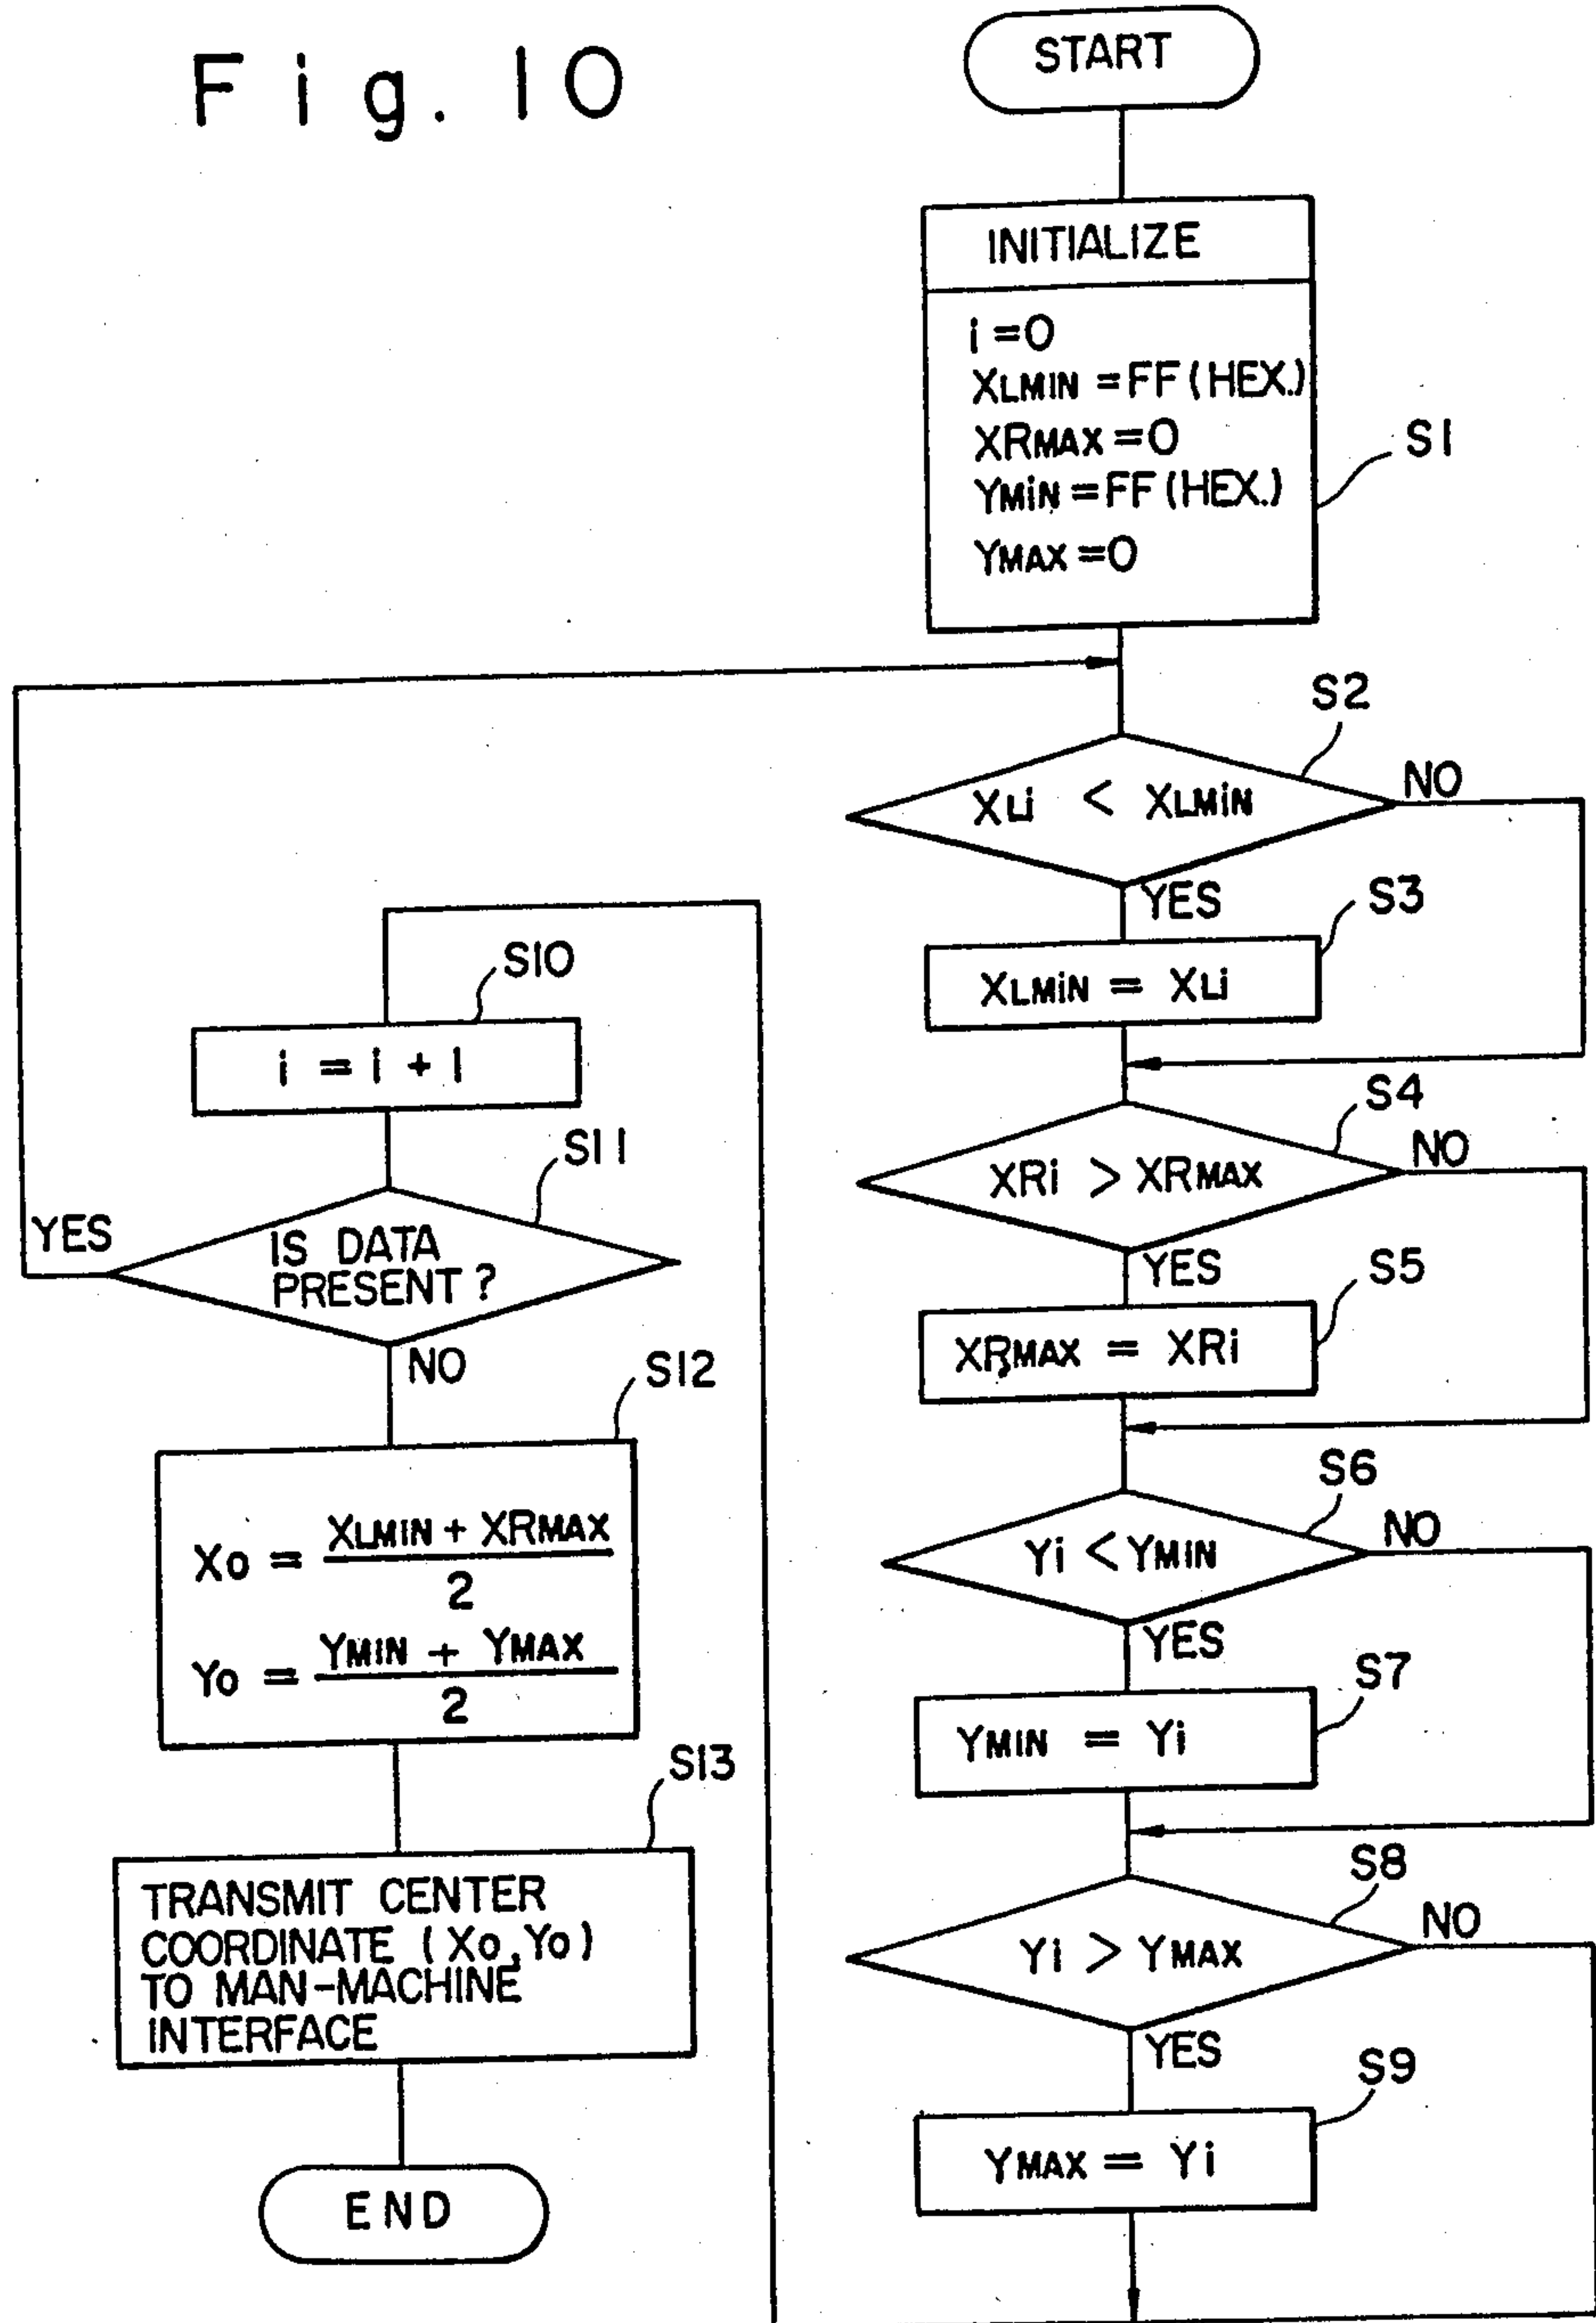 Fig. 10
START
INITIALIZE
i = 0
XLMIN = FF (HEX.)
XRMAX = 0
YMIN = FF (HEX.)
YMAX = 0
S1
S2
XLi < XLMIN
NO
YES
S3
XLMIN = XLi
S4
XRi > XRMAX
NO
YES
S5
XRMAX = XRi
S6
Yi < YMIN
NO
YES
S7
YMIN = Yi
S8
Yi > YMAX
NO
YES
S9
YMAX = Yi
S10
i = i + 1
S11
IS DATA
PRESENT ?
YES
NO
S12
Xo = XLMIN + XRMAX
2
Yo = YMIN + YMAX
2
S13
TRANSMIT CENTER
COORDINATE (Xo, Yo)
TO MAN-MACHINE
INTERFACE
END